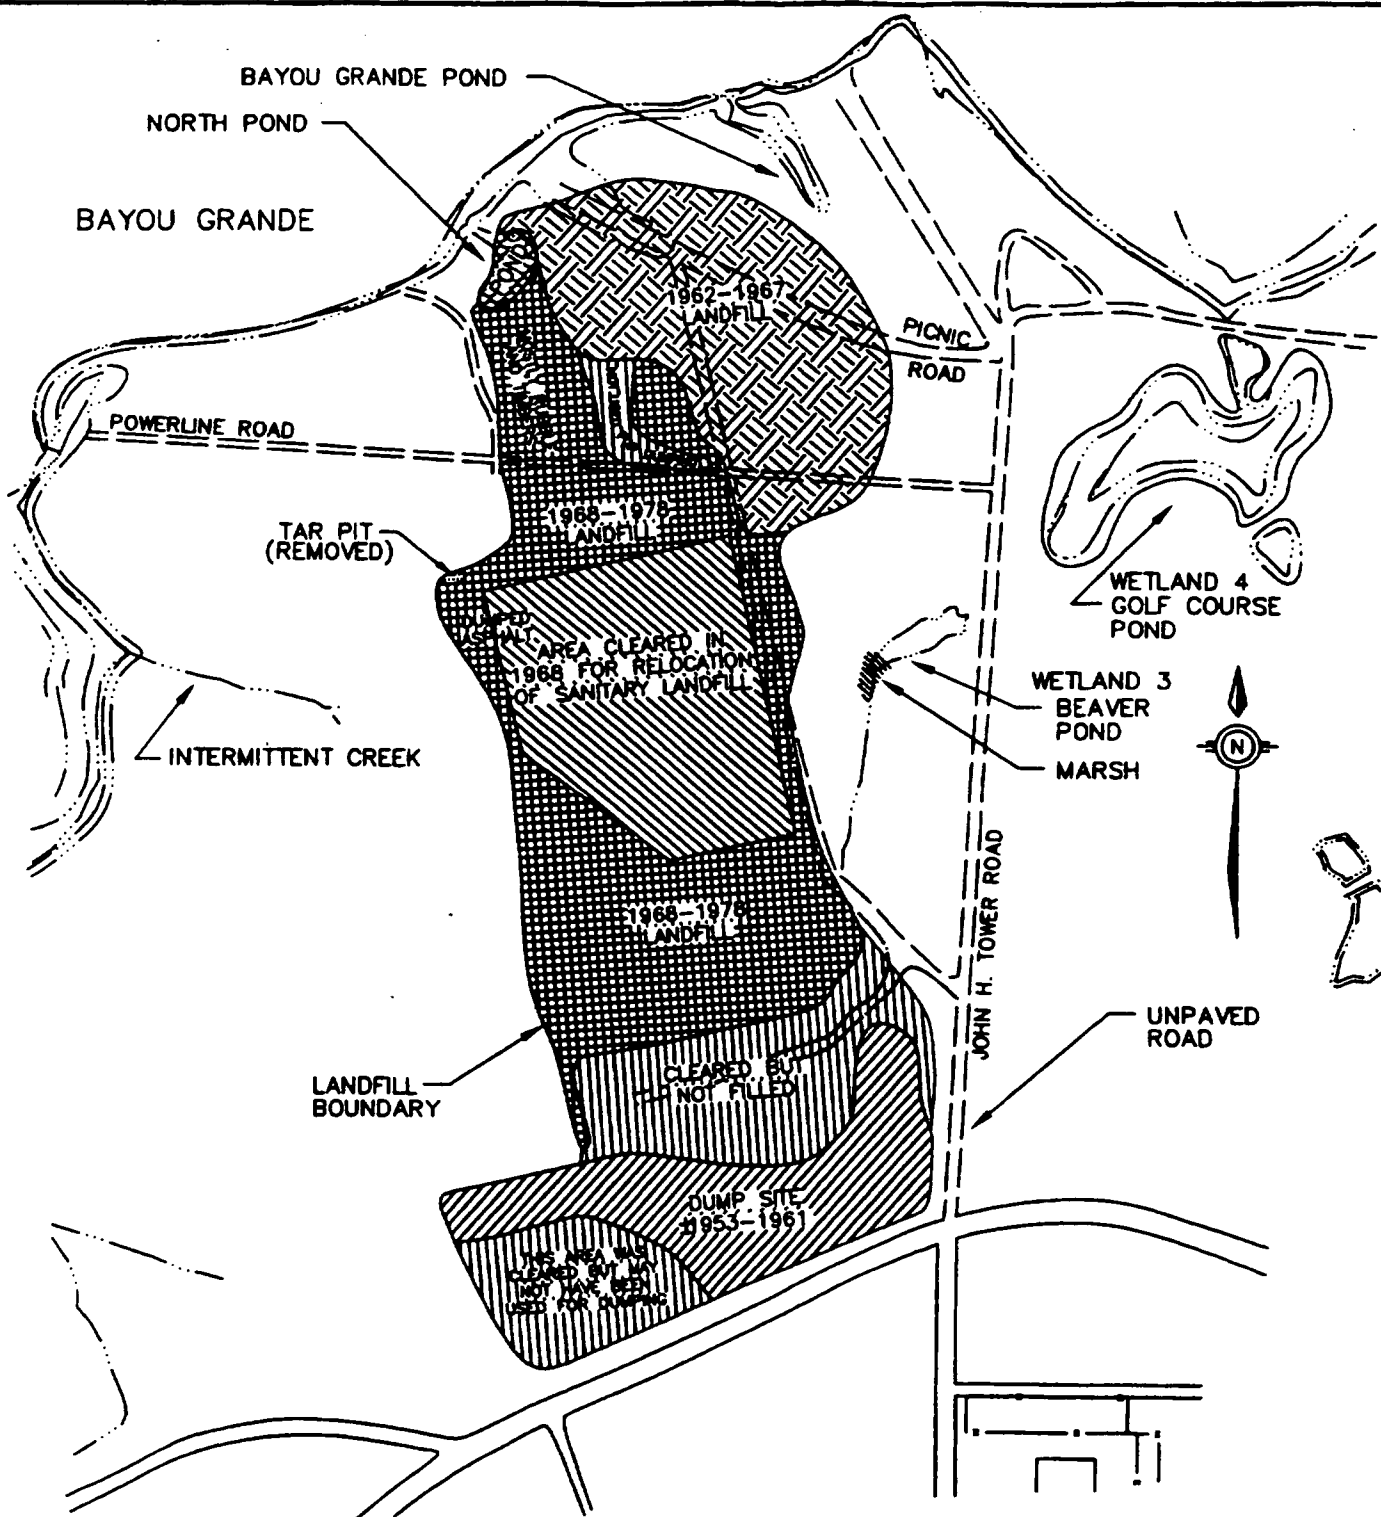 BAYOU GRANDE POND
NORTH POND
BAYOU GRANDE
1962-1967
LANDFILL
PICNIC
ROAD
POWERLINE ROAD
1968-1978
LANDFILL
TAR PIT
(REMOVED)
WETLAND 4
GOLF COURSE
POND
DUMPED
ASPHALT
AREA CLEARED IN
1968 FOR RELOCATION
OF SANITARY LANDFILL
WETLAND 3
BEAVER
POND
MARSH
N
INTERMITTENT CREEK
JOHN H. TOWER ROAD
1968-1978
LANDFILL
UNPAVED
ROAD
CLEARED BUT
NOT FILLED
LANDFILL
BOUNDARY
DUMP SITE
1953-1961
THIS AREA WAS
CLEARED BUT MAY
NOT HAVE BEEN
USED FOR DUMPING